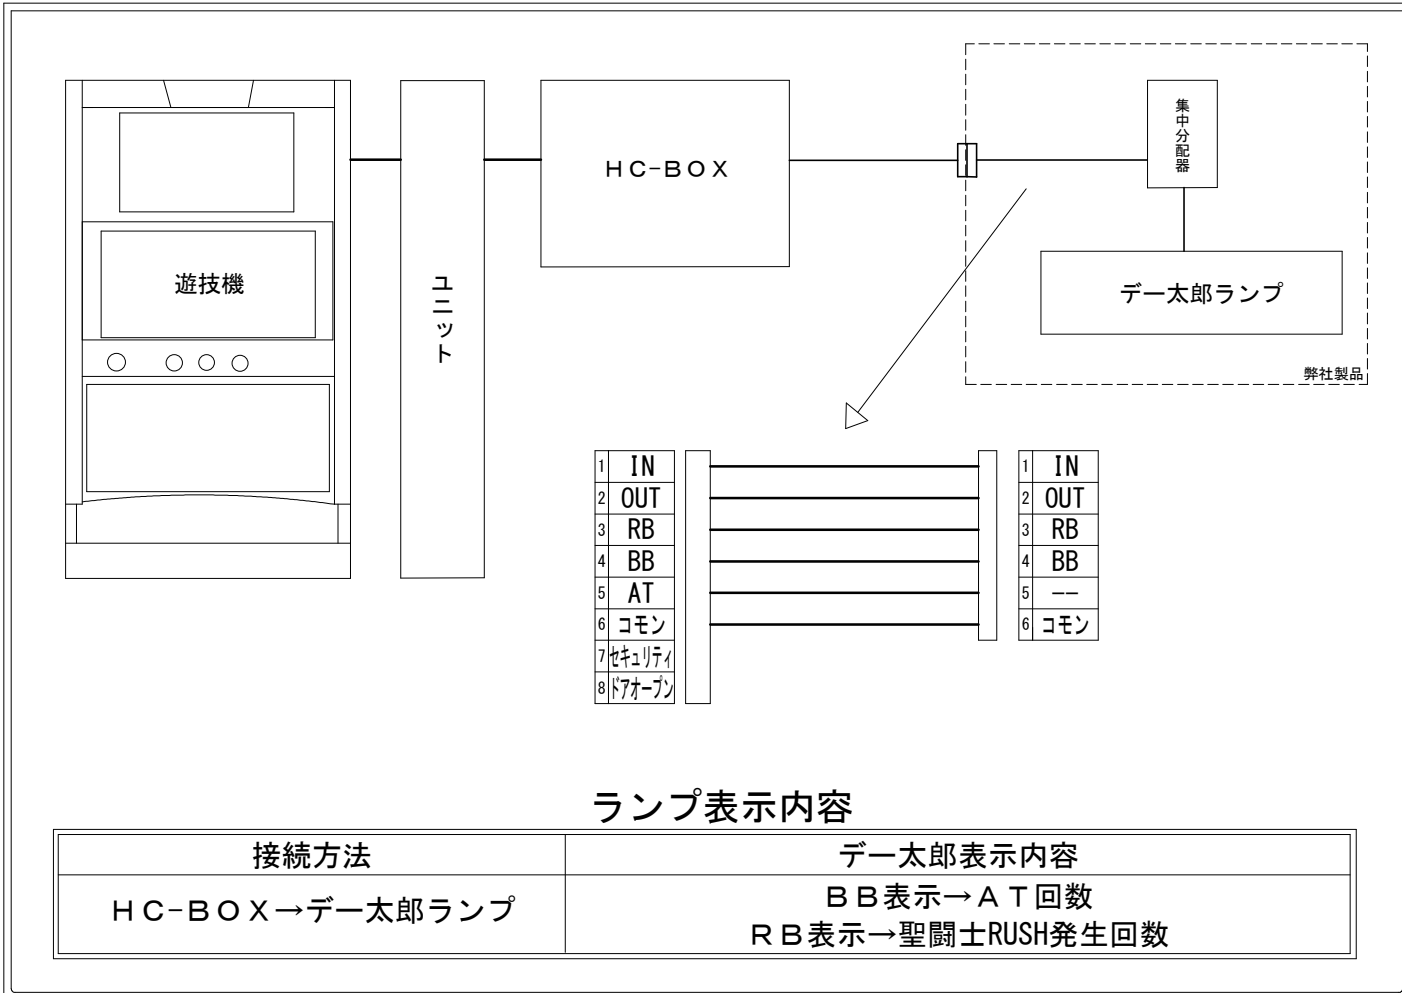 遊技機
ユニット
HC-BOX
集中分配器
デー太郎ランプ
弊社製品
1 IN
2 OUT
3 RB
4 BB
5 AT
6 コモン
7 セキュリティ
8 ドアオープン
1 IN
2 OUT
3 RB
4 BB
5 --
6 コモン
ランプ表示内容
接続方法 デー太郎表示内容
HC-BOX→デー太郎ランプ
BB表示→AT回数
RB表示→聖闘士RUSH発生回数